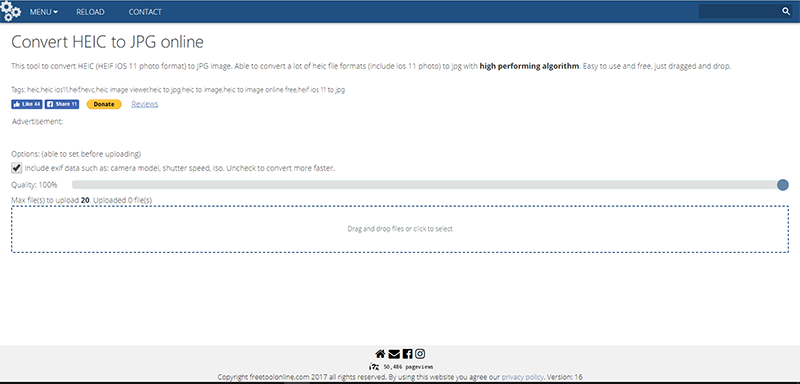 MENU RELOAD CONTACT
Convert HEIC to JPG online
This tool to convert HEIC (HEIF IOS 11 photo format) to JPG image. Able to convert a lot of heic file formats (include ios 11 photo) to jpg with high performing algorithm. Easy to use and free, just dragged and drop.
Tags: heic,heic ios11,heif,hevc,heic image viewer,heic to jpg,heic to image,heic to image online free,heif ios 11 to jpg
Like 44 Share 11 Donate Reviews
Advertisement:
Options: (able to set before uploading)
Include exif data such as: camera model, shutter speed, iso. Uncheck to convert more faster.
Quality: 100%
Max file(s) to upload 20. Uploaded 0 file(s)
Drag and drop files or click to select
50,486 pageviews
Copyright freetoolonline.com 2017 all rights reserved. By using this website you agree our privacy policy. Version: 16